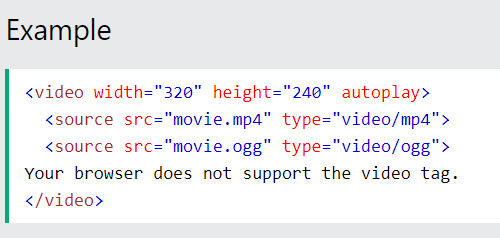 Example
<video width="320" height="240" autoplay>
<source src="movie.mp4" type="video/mp4">
<source src="movie.ogg" type="video/ogg">
Your browser does not support the video tag.
</video>